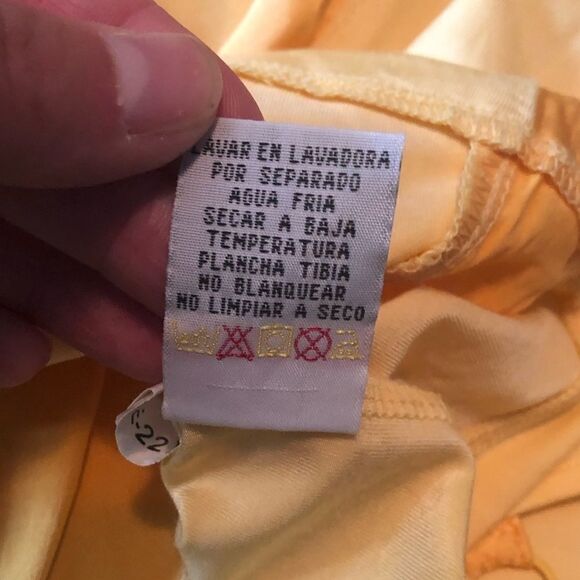 LAVAR EN LAVADORA
POR SEPARADO
AGUA FRIA
SECAR A BAJA
TEMPERATURA
PLANCHA TIBIA
NO BLANQUEAR
NO LIMPIAR A SECO